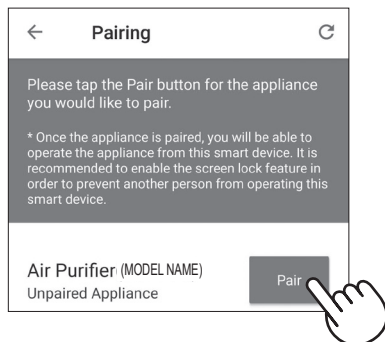 Pairing
Please tap the Pair button for the appliance
you would like to pair.
* Once the appliance is paired, you will be able to
operate the appliance from this smart device. It is
recommended to enable the screen lock feature in
order to prevent another person from operating this
smart device.
Air Purifier (MODEL NAME)
Pair
Unpaired Appliance